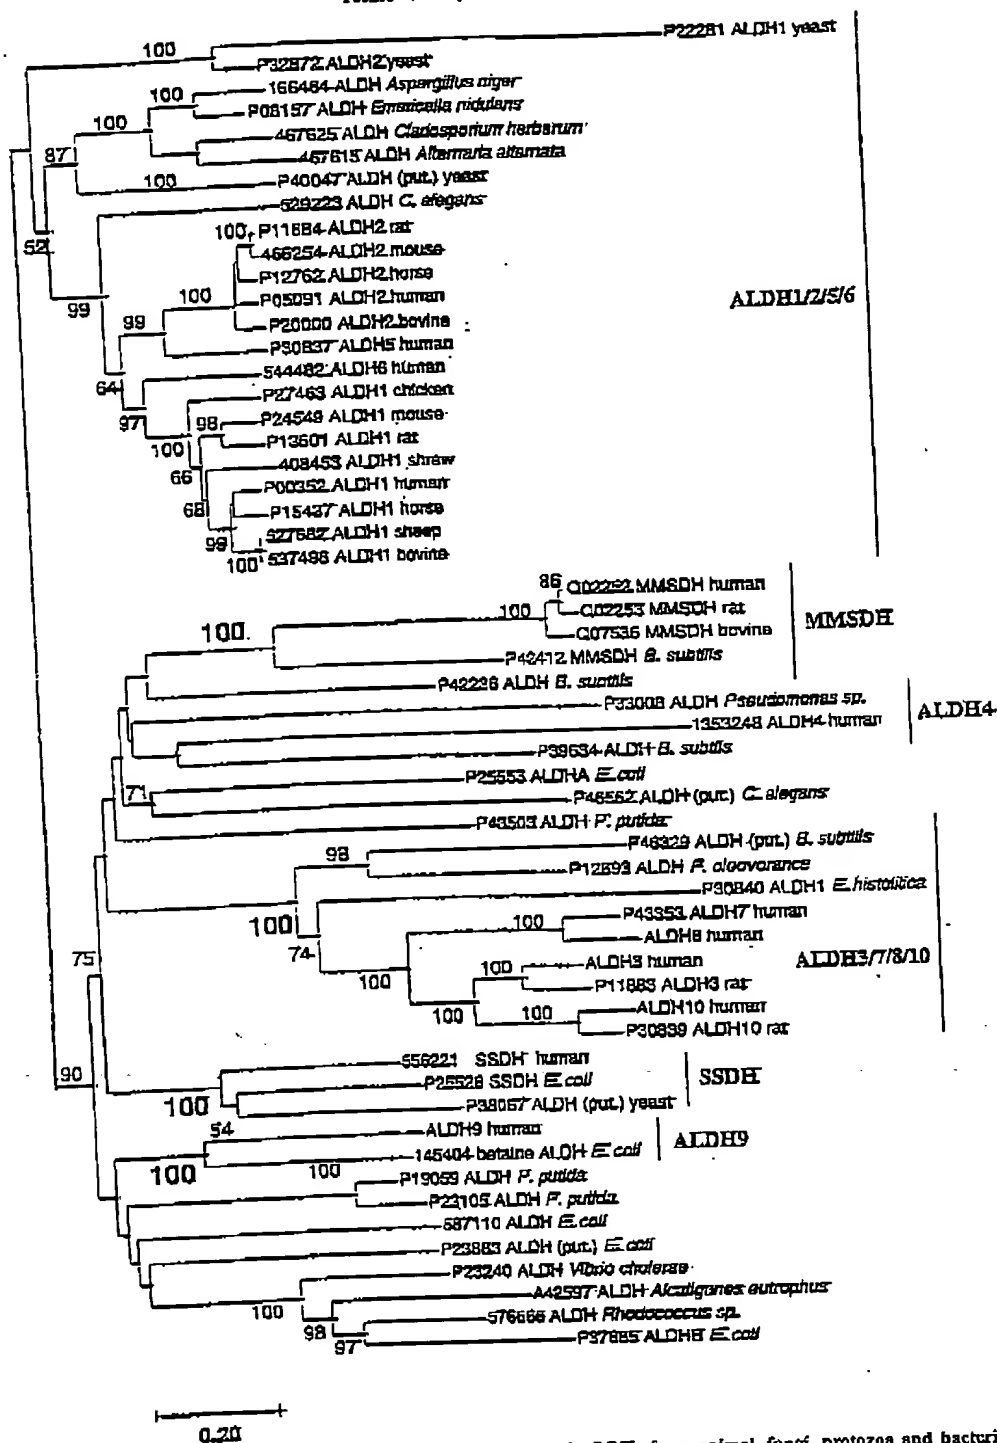 P22281 ALDH1 yeast
100
P32872 ALDH2 yeast
166484 ALDH Aspergillus niger
100
P08157 ALDH Emericella nidulans
100
467625 ALDH Cladosporium herbarum
87
467615 ALDH Alternaria alternata
100
P40047 ALDH (put.) yeast
529223 ALDH C. elegans
52
100
P11884 ALDH2 rat
466254 ALDH2 mouse
P12762 ALDH2 horse
99
100
P05091 ALDH2 human
ALDH1/2/5/6
99
P20000 ALDH2 bovine
P30837 ALDH5 human
64
544482 ALDH6 human
P27463 ALDH1 chicken
97
98
P24549 ALDH1 mouse
100
P13601 ALDH1 rat
66
408453 ALDH1 shrew
P00352 ALDH1 human
68
P15437 ALDH1 horse
99
527682 ALDH1 sheep
100
537498 ALDH1 bovine
86
Q02252 MMSDH human
100
Q02253 MMSDH rat
MMSDH
100
Q07536 MMSDH bovine
P42412 MMSDH B. subtilis
P42236 ALDH B. subtilis
P33008 ALDH Pseudomonas sp.
ALDH4
1353248 ALDH4 human
P39634 ALDH B. subtilis
71
P25553 ALDHA E.coli
P46562 ALDH (put.) C. elegans
P43503 ALDH P. putida
P46329 ALDH (put.) B. subtilis
98
P12693 ALDH P. oleovorance
P30840 ALDH1 E.histolitica
100
100
P43353 ALDH7 human
74
ALDH8 human
75
100
100
ALDH3 human
ALDH3/7/8/10
P11883 ALDH3 rat
100
100
ALDH10 human
P30839 ALDH10 rat
90
556221 SSDH human
SSDH
100
P25528 SSDH E.coli
P38067 ALDH (put.) yeast
54
ALDH9 human
ALDH9
100
100
145404 betaine ALDH E.coli
P19059 ALDH P. putida
P23105 ALDH P. putida
587110 ALDH E.coli
P23883 ALDH (put.) E.coli
P23240 ALDH Vibrio cholerae
100
A42597 ALDH Alcaligenes eutrophus
98
576666 ALDH Rhodococcus sp.
97
P37685 ALDHB E.coli
0.20
animal, fungi, protozoa and bacteri